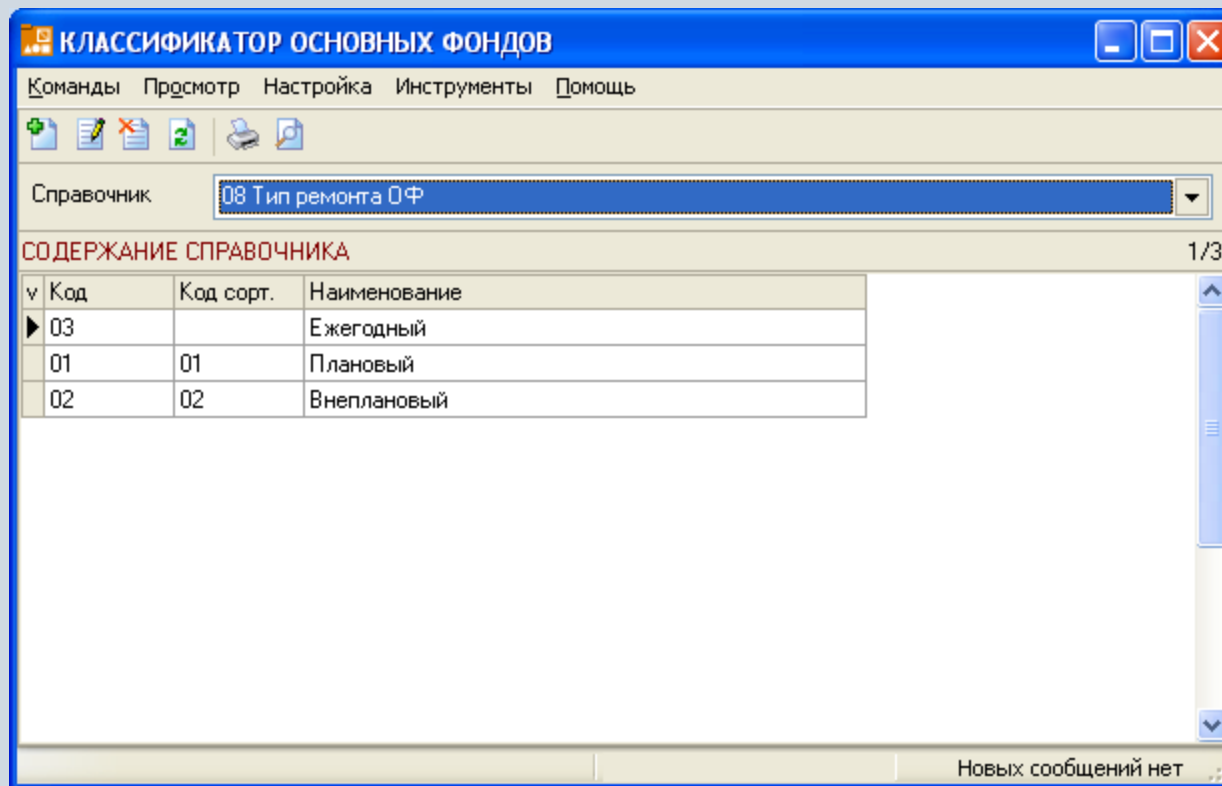 КЛАССИФИКАТОР ОСНОВНЫХ ФОНДОВ
Команды Просмотр Настройка Инструменты Помощь
Справочник 08 Тип ремонта ОФ
СОДЕРЖАНИЕ СПРАВОЧНИКА 1/3
v Код Код сорт. Наименование
03 Ежегодный
01 01 Плановый
02 02 Внеплановый
Новых сообщений нет